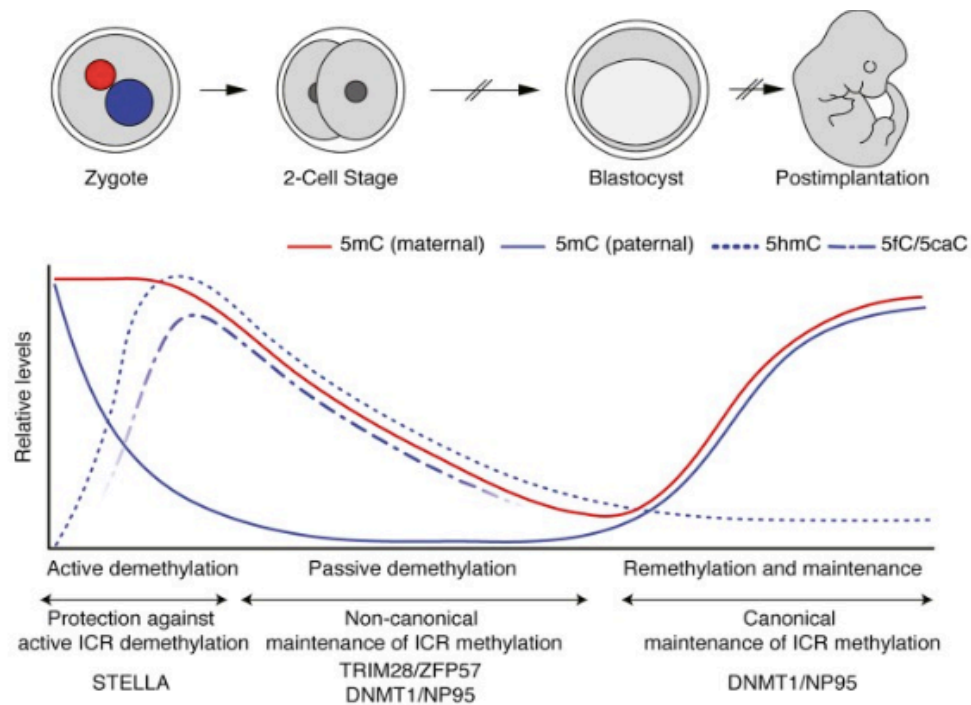 Zygote
2-Cell Stage
Blastocyst
Postimplantation
5mC (maternal)
5mC (paternal)
5hmC
5fC/5caC
Relative levels
Active demethylation
Passive demethylation
Remethylation and maintenance
Protection against
active ICR demethylation
STELLA
Non-canonical
maintenance of ICR methylation
TRIM28/ZFP57
DNMT1/NP95
Canonical
maintenance of ICR methylation
DNMT1/NP95